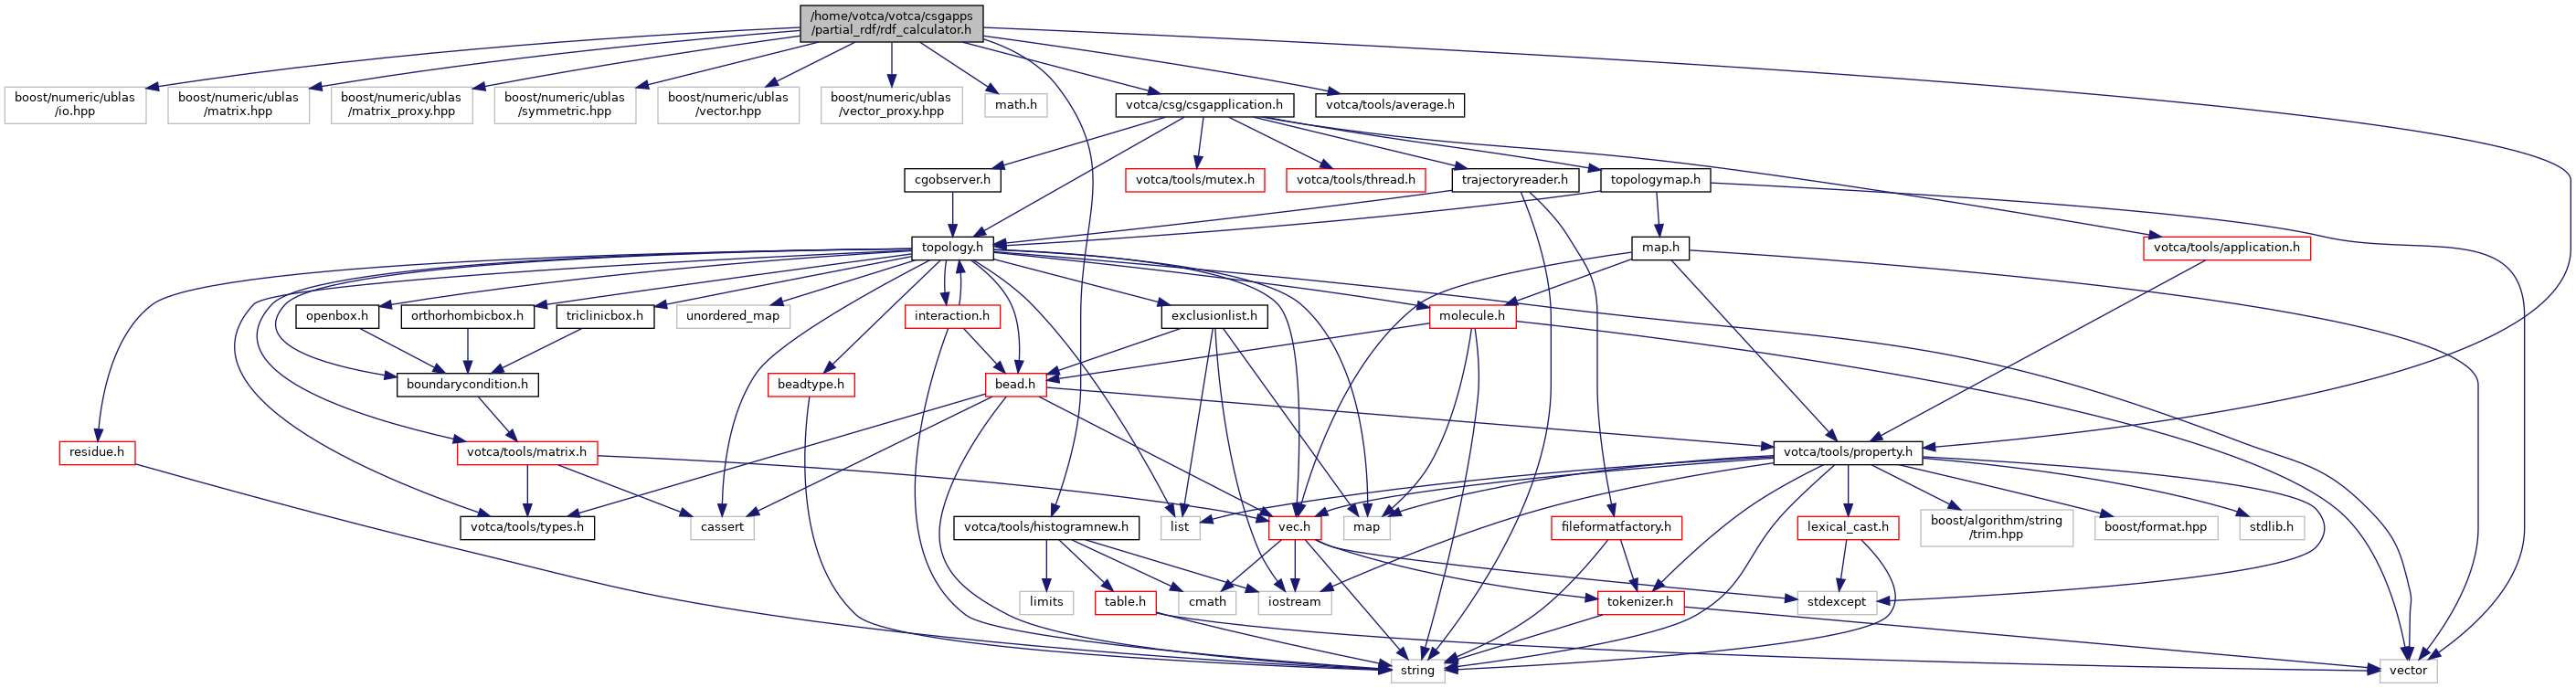 /home/votca/votca/csgapps
/partial_rdf/rdf_calculator.h
boost/numeric/ublas
/io.hpp
boost/numeric/ublas
/matrix.hpp
boost/numeric/ublas
/matrix_proxy.hpp
boost/numeric/ublas
/symmetric.hpp
boost/numeric/ublas
/vector.hpp
boost/numeric/ublas
/vector_proxy.hpp
math.h
votca/csg/csgapplication.h
votca/tools/average.h
cgobserver.h
votca/tools/mutex.h
votca/tools/thread.h
trajectoryreader.h
topologymap.h
topology.h
map.h
votca/tools/application.h
openbox.h
orthorhombicbox.h
triclinicbox.h
unordered_map
interaction.h
exclusionlist.h
molecule.h
boundarycondition.h
beadtype.h
bead.h
residue.h
votca/tools/matrix.h
votca/tools/property.h
votca/tools/types.h
cassert
votca/tools/histogramnew.h
list
vec.h
map
fileformatfactory.h
lexical_cast.h
boost/algorithm/string
/trim.hpp
boost/format.hpp
stdlib.h
limits
table.h
cmath
iostream
tokenizer.h
stdexcept
string
vector